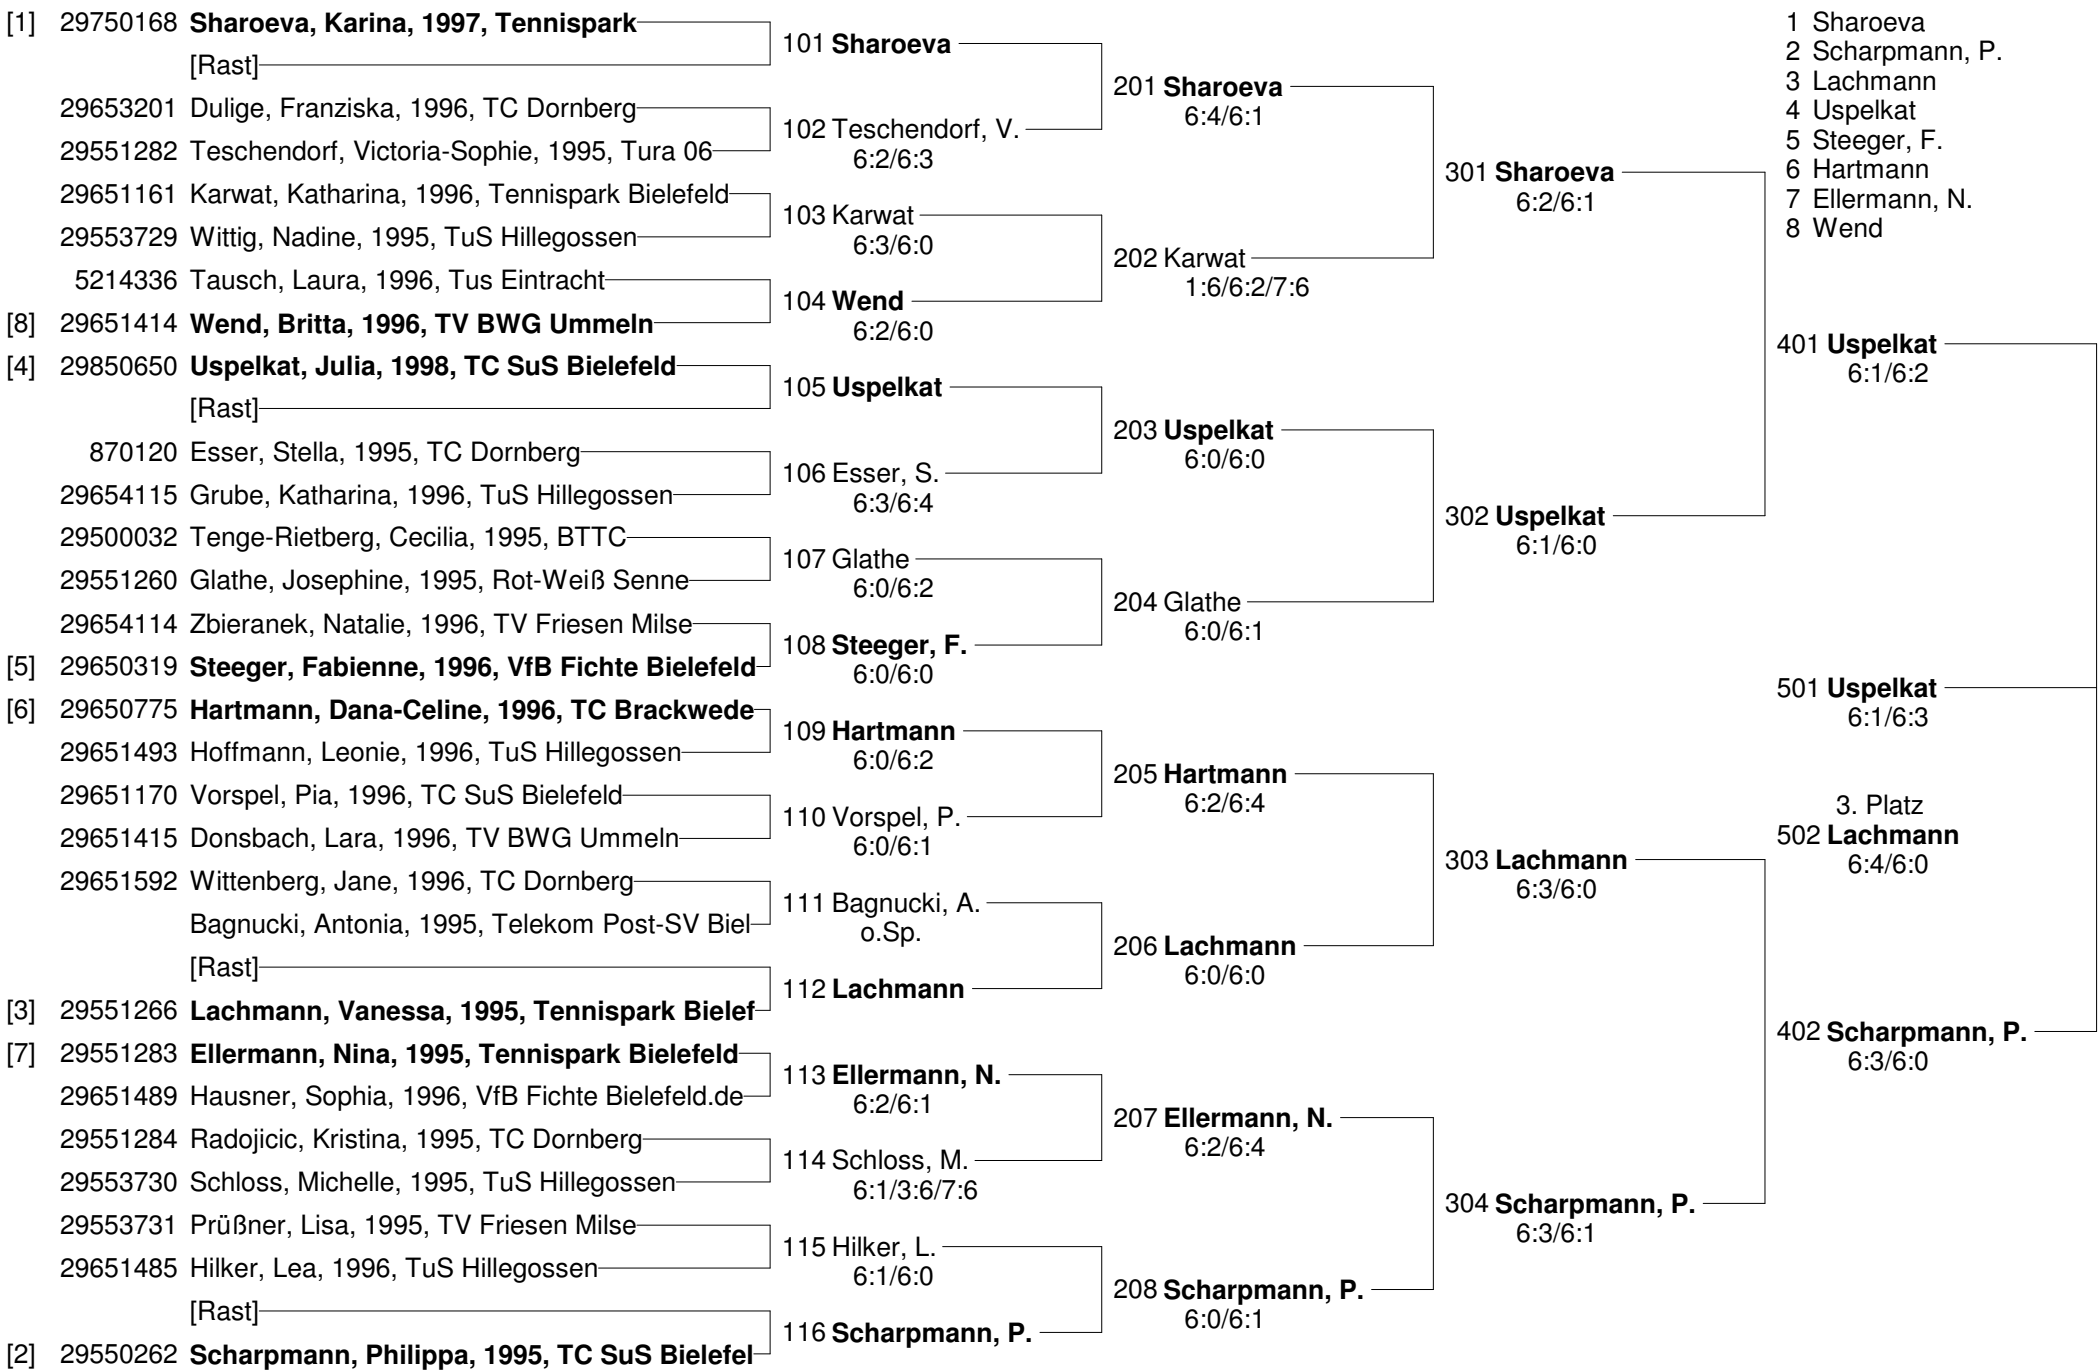 [1] 29750168 Sharoeva, Karina, 1997, Tennispark
[Rast]
29653201 Dulige, Franziska, 1996, TC Dornberg
29551282 Teschendorf, Victoria-Sophie, 1995, Tura 06
29651161 Karwat, Katharina, 1996, Tennispark Bielefeld
29553729 Wittig, Nadine, 1995, TuS Hillegossen
5214336 Tausch, Laura, 1996, Tus Eintracht
[8] 29651414 Wend, Britta, 1996, TV BWG Ummeln
[4] 29850650 Uspelkat, Julia, 1998, TC SuS Bielefeld
[Rast]
870120 Esser, Stella, 1995, TC Dornberg
29654115 Grube, Katharina, 1996, TuS Hillegossen
29500032 Tenge-Rietberg, Cecilia, 1995, BTTC
29551260 Glathe, Josephine, 1995, Rot-Weiß Senne
29654114 Zbieranek, Natalie, 1996, TV Friesen Milse
[5] 29650319 Steeger, Fabienne, 1996, VfB Fichte Bielefeld
[6] 29650775 Hartmann, Dana-Celine, 1996, TC Brackwede
29651493 Hoffmann, Leonie, 1996, TuS Hillegossen
29651170 Vorspel, Pia, 1996, TC SuS Bielefeld
29651415 Donsbach, Lara, 1996, TV BWG Ummeln
29651592 Wittenberg, Jane, 1996, TC Dornberg
Bagnucki, Antonia, 1995, Telekom Post-SV Biel
[Rast]
[3] 29551266 Lachmann, Vanessa, 1995, Tennispark Bielef
[7] 29551283 Ellermann, Nina, 1995, Tennispark Bielefeld
29651489 Hausner, Sophia, 1996, VfB Fichte Bielefeld.de
29551284 Radojicic, Kristina, 1995, TC Dornberg
29553730 Schloss, Michelle, 1995, TuS Hillegossen
29553731 Prüßner, Lisa, 1995, TV Friesen Milse
29651485 Hilker, Lea, 1996, TuS Hillegossen
[Rast]
[2] 29550262 Scharpmann, Philippa, 1995, TC SuS Bielefel
101 Sharoeva
102 Teschendorf, V.
6:2/6:3
103 Karwat
6:3/6:0
104 Wend
6:2/6:0
105 Uspelkat
106 Esser, S.
6:3/6:4
107 Glathe
6:0/6:2
108 Steeger, F.
6:0/6:0
109 Hartmann
6:0/6:2
110 Vorspel, P.
6:0/6:1
111 Bagnucki, A.
o.Sp.
112 Lachmann
113 Ellermann, N.
6:2/6:1
114 Schloss, M.
6:1/3:6/7:6
115 Hilker, L.
6:1/6:0
116 Scharpmann, P.
201 Sharoeva
6:4/6:1
202 Karwat
1:6/6:2/7:6
203 Uspelkat
6:0/6:0
204 Glathe
6:0/6:1
205 Hartmann
6:2/6:4
206 Lachmann
6:0/6:0
207 Ellermann, N.
6:2/6:4
208 Scharpmann, P.
6:0/6:1
301 Sharoeva
6:2/6:1
302 Uspelkat
6:1/6:0
303 Lachmann
6:3/6:0
304 Scharpmann, P.
6:3/6:1
1 Sharoeva
2 Scharpmann, P.
3 Lachmann
4 Uspelkat
5 Steeger, F.
6 Hartmann
7 Ellermann, N.
8 Wend
401 Uspelkat
6:1/6:2
501 Uspelkat
6:1/6:3
3. Platz
502 Lachmann
6:4/6:0
402 Scharpmann, P.
6:3/6:0